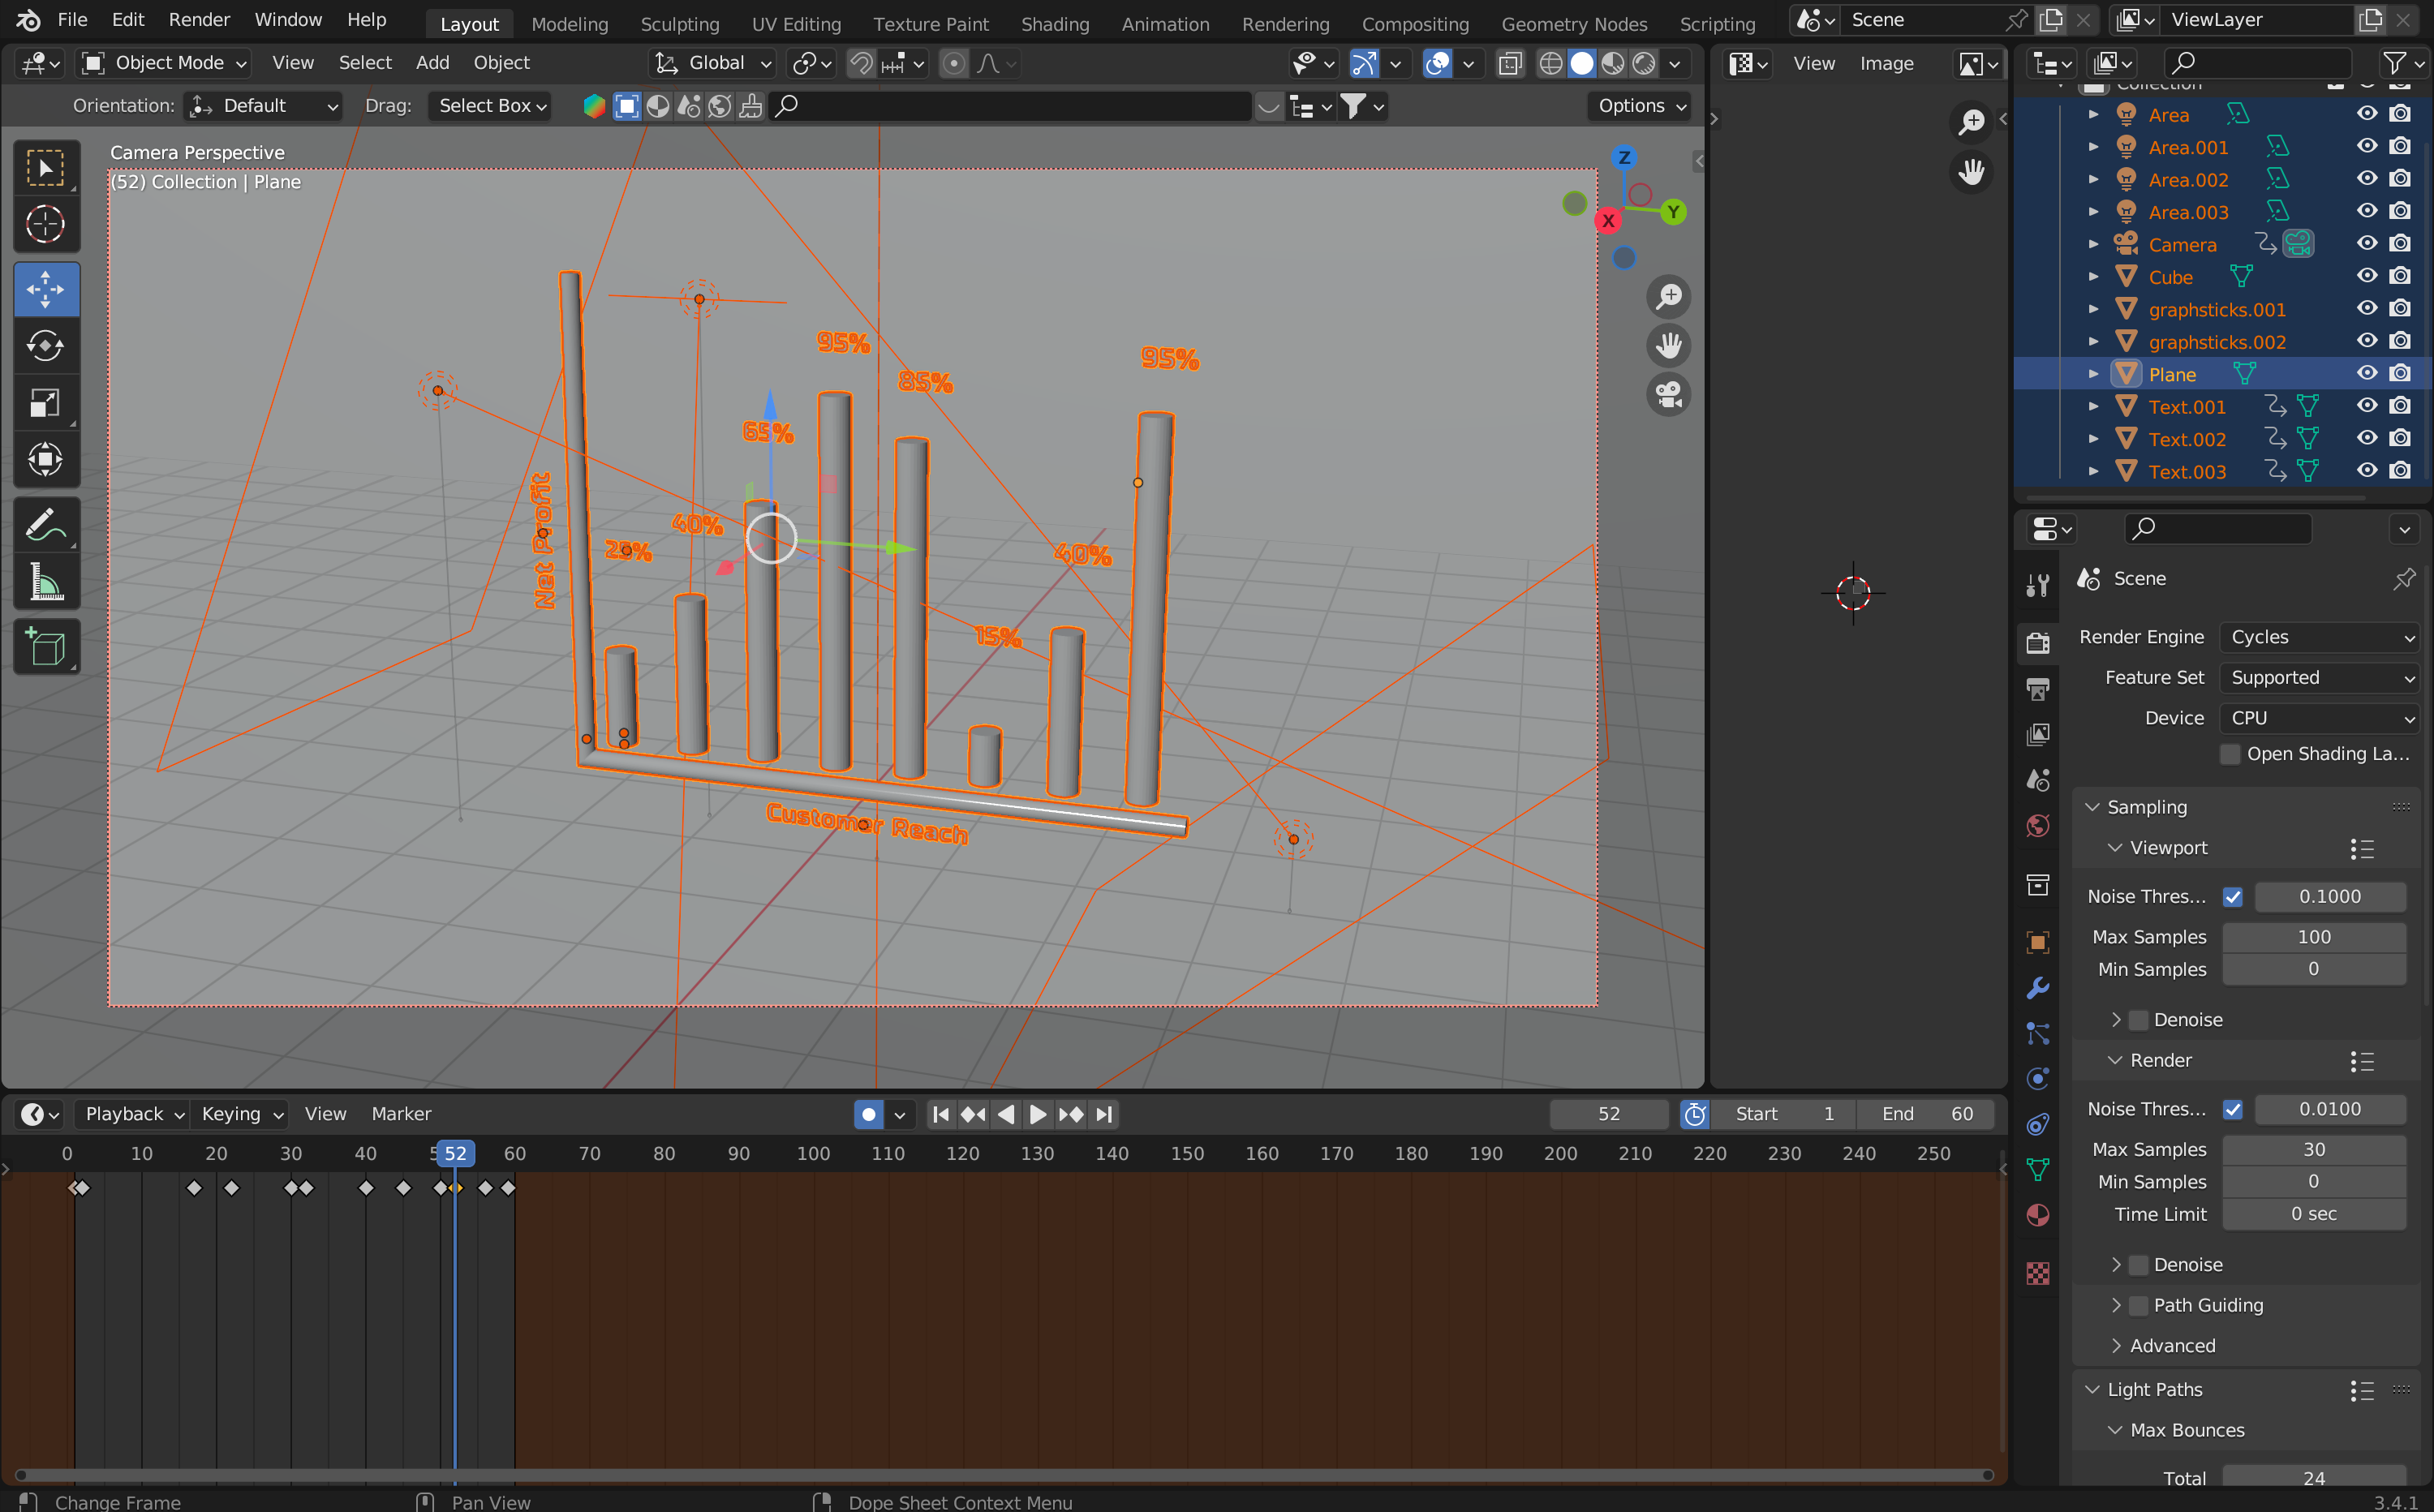 File Edit Render Window Help Layout Modeling Sculpting UV Editing Texture Paint Shading Animation Rendering Compositing Geometry Nodes Scripting Scene ViewLayer
Object Mode View Select Add Object Global View Image
Orientation: Default Drag: Select Box Options
Collection
Camera Perspective
(52) Collection | Plane
Z
Y
X
Area
Area.001
Area.002
Area.003
Camera
Cube
graphsticks.001
graphsticks.002
Plane
Text.001
Text.002
Text.003
95%
95%
85%
65%
40%
40%
15%
Net Profit
Customer Reach
Scene
Render Engine Cycles
Feature Set Supported
Device CPU
Open Shading La...
Sampling
Viewport
Noise Thres... 0.1000
Max Samples 100
Min Samples 0
Denoise
Render
Noise Thres... 0.0100
Max Samples 30
Min Samples 0
Time Limit 0 sec
Denoise
Path Guiding
Advanced
Light Paths
Max Bounces
Total 24
Playback Keying View Marker 52 Start 1 End 60
0 10 20 30 40 52 60 70 80 90 100 110 120 130 140 150 160 170 180 190 200 210 220 230 240 250
Change Frame Pan View Dope Sheet Context Menu 3.4.1